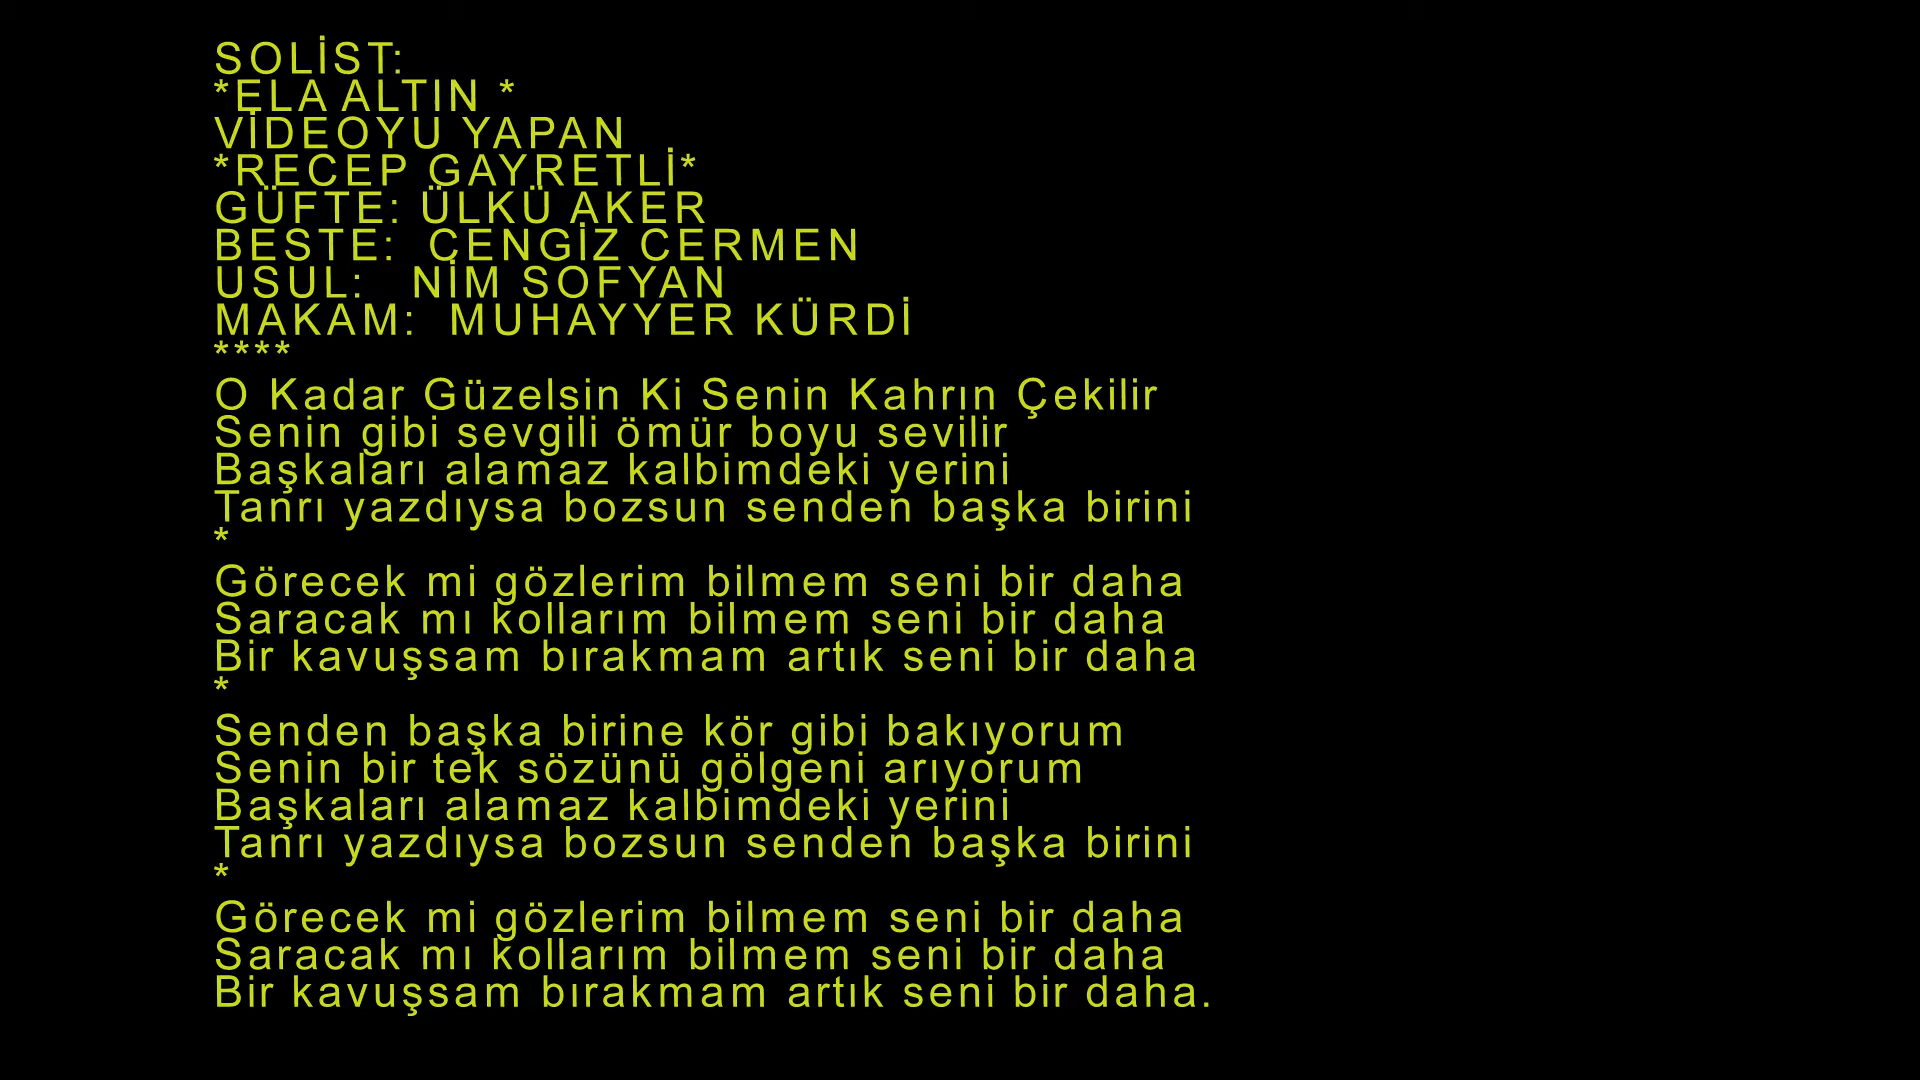 SOLİST:
*ELA ALTIN *
VİDEOYU YAPAN
*RECEP GAYRETLİ*
GÜFTE: ÜLKÜ AKER
BESTE: CENGİZ CERMEN
USUL: NİM SOFYAN
MAKAM: MUHAYYER KÜRDİ
****
O Kadar Güzelsin Ki Senin Kahrın Çekilir
Senin gibi sevgili ömür boyu sevilir
Başkaları alamaz kalbimdeki yerini
Tanrı yazdıysa bozsun senden başka birini
*
Görecek mi gözlerim bilmem seni bir daha
Saracak mı kollarım bilmem seni bir daha
Bir kavuşsam bırakmam artık seni bir daha
*
Senden başka birine kör gibi bakıyorum
Senin bir tek sözünü gölgeni arıyorum
Başkaları alamaz kalbimdeki yerini
Tanrı yazdıysa bozsun senden başka birini
*
Görecek mi gözlerim bilmem seni bir daha
Saracak mı kollarım bilmem seni bir daha
Bir kavuşsam bırakmam artık seni bir daha.